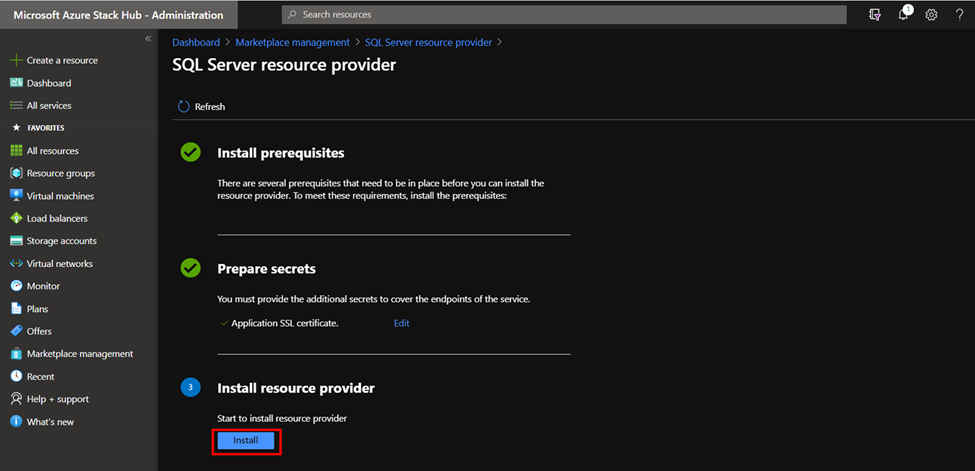 Microsoft Azure Stack Hub - Administration
Search resources
1
?
«
Create a resource
Dashboard
All services
FAVORITES
All resources
Resource groups
Virtual machines
Load balancers
Storage accounts
Virtual networks
Monitor
Plans
Offers
Marketplace management
Recent
Help + support
What's new
Dashboard > Marketplace management > SQL Server resource provider >
SQL Server resource provider
Refresh
Install prerequisites
There are several prerequisites that need to be in place before you can install the
resource provider. To meet these requirements, install the prerequisites:
Prepare secrets
You must provide the additional secrets to cover the endpoints of the service.
Application SSL certificate. Edit
3 Install resource provider
Start to install resource provider
Install